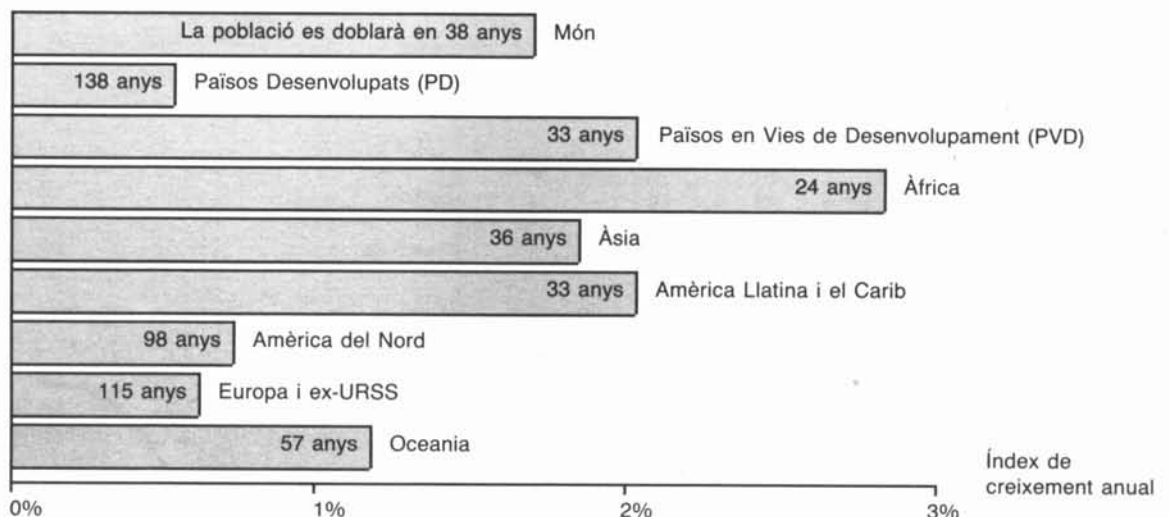 La població es doblarà en 38 anys Món
138 anys Països Desenvolupats (PD)
33 anys Països en Vies de Desenvolupament (PVD)
24 anys Àfrica
36 anys Àsia
33 anys Amèrica Llatina i el Carib
98 anys Amèrica del Nord
115 anys Europa i ex-URSS
57 anys Oceania
Índex de
creixement anual
0% 1% 2% 3%